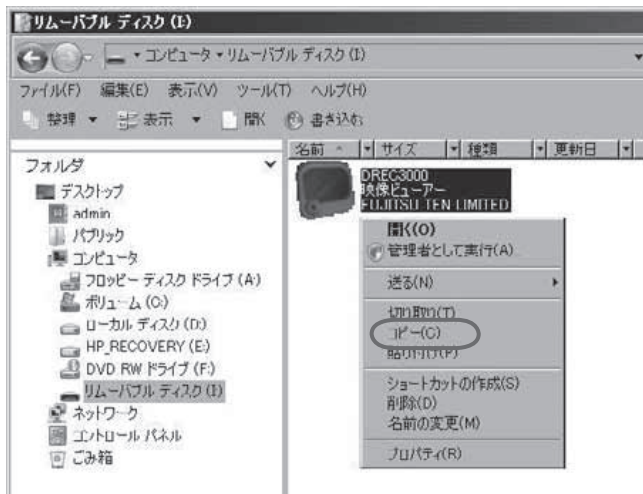 リムーバブル ディスク (I:)
コンピュータ リムーバブル ディスク (I:)
ファイル(F) 編集(E) 表示(V) ツール(T) ヘルプ(H)
整理 表示 開く 書き込む
名前 サイズ 種類 更新日
フォルダ
デスクトップ
admin
パブリック
コンピュータ
フロッピー ディスク ドライブ (A:)
ボリューム (C:)
ローカル ディスク (D:)
HP_RECOVERY (E:)
DVD RW ドライブ (F:)
リムーバブル ディスク (I:)
ネットワーク
コントロール パネル
ごみ箱
DREC3000
映像ビューアー
FUJITSU TEN LIMITED
開く(O)
管理者として実行(A)
送る(N)
切り取り(T)
コピー(C)
貼り付け(P)
ショートカットの作成(S)
削除(D)
名前の変更(M)
プロパティ(R)